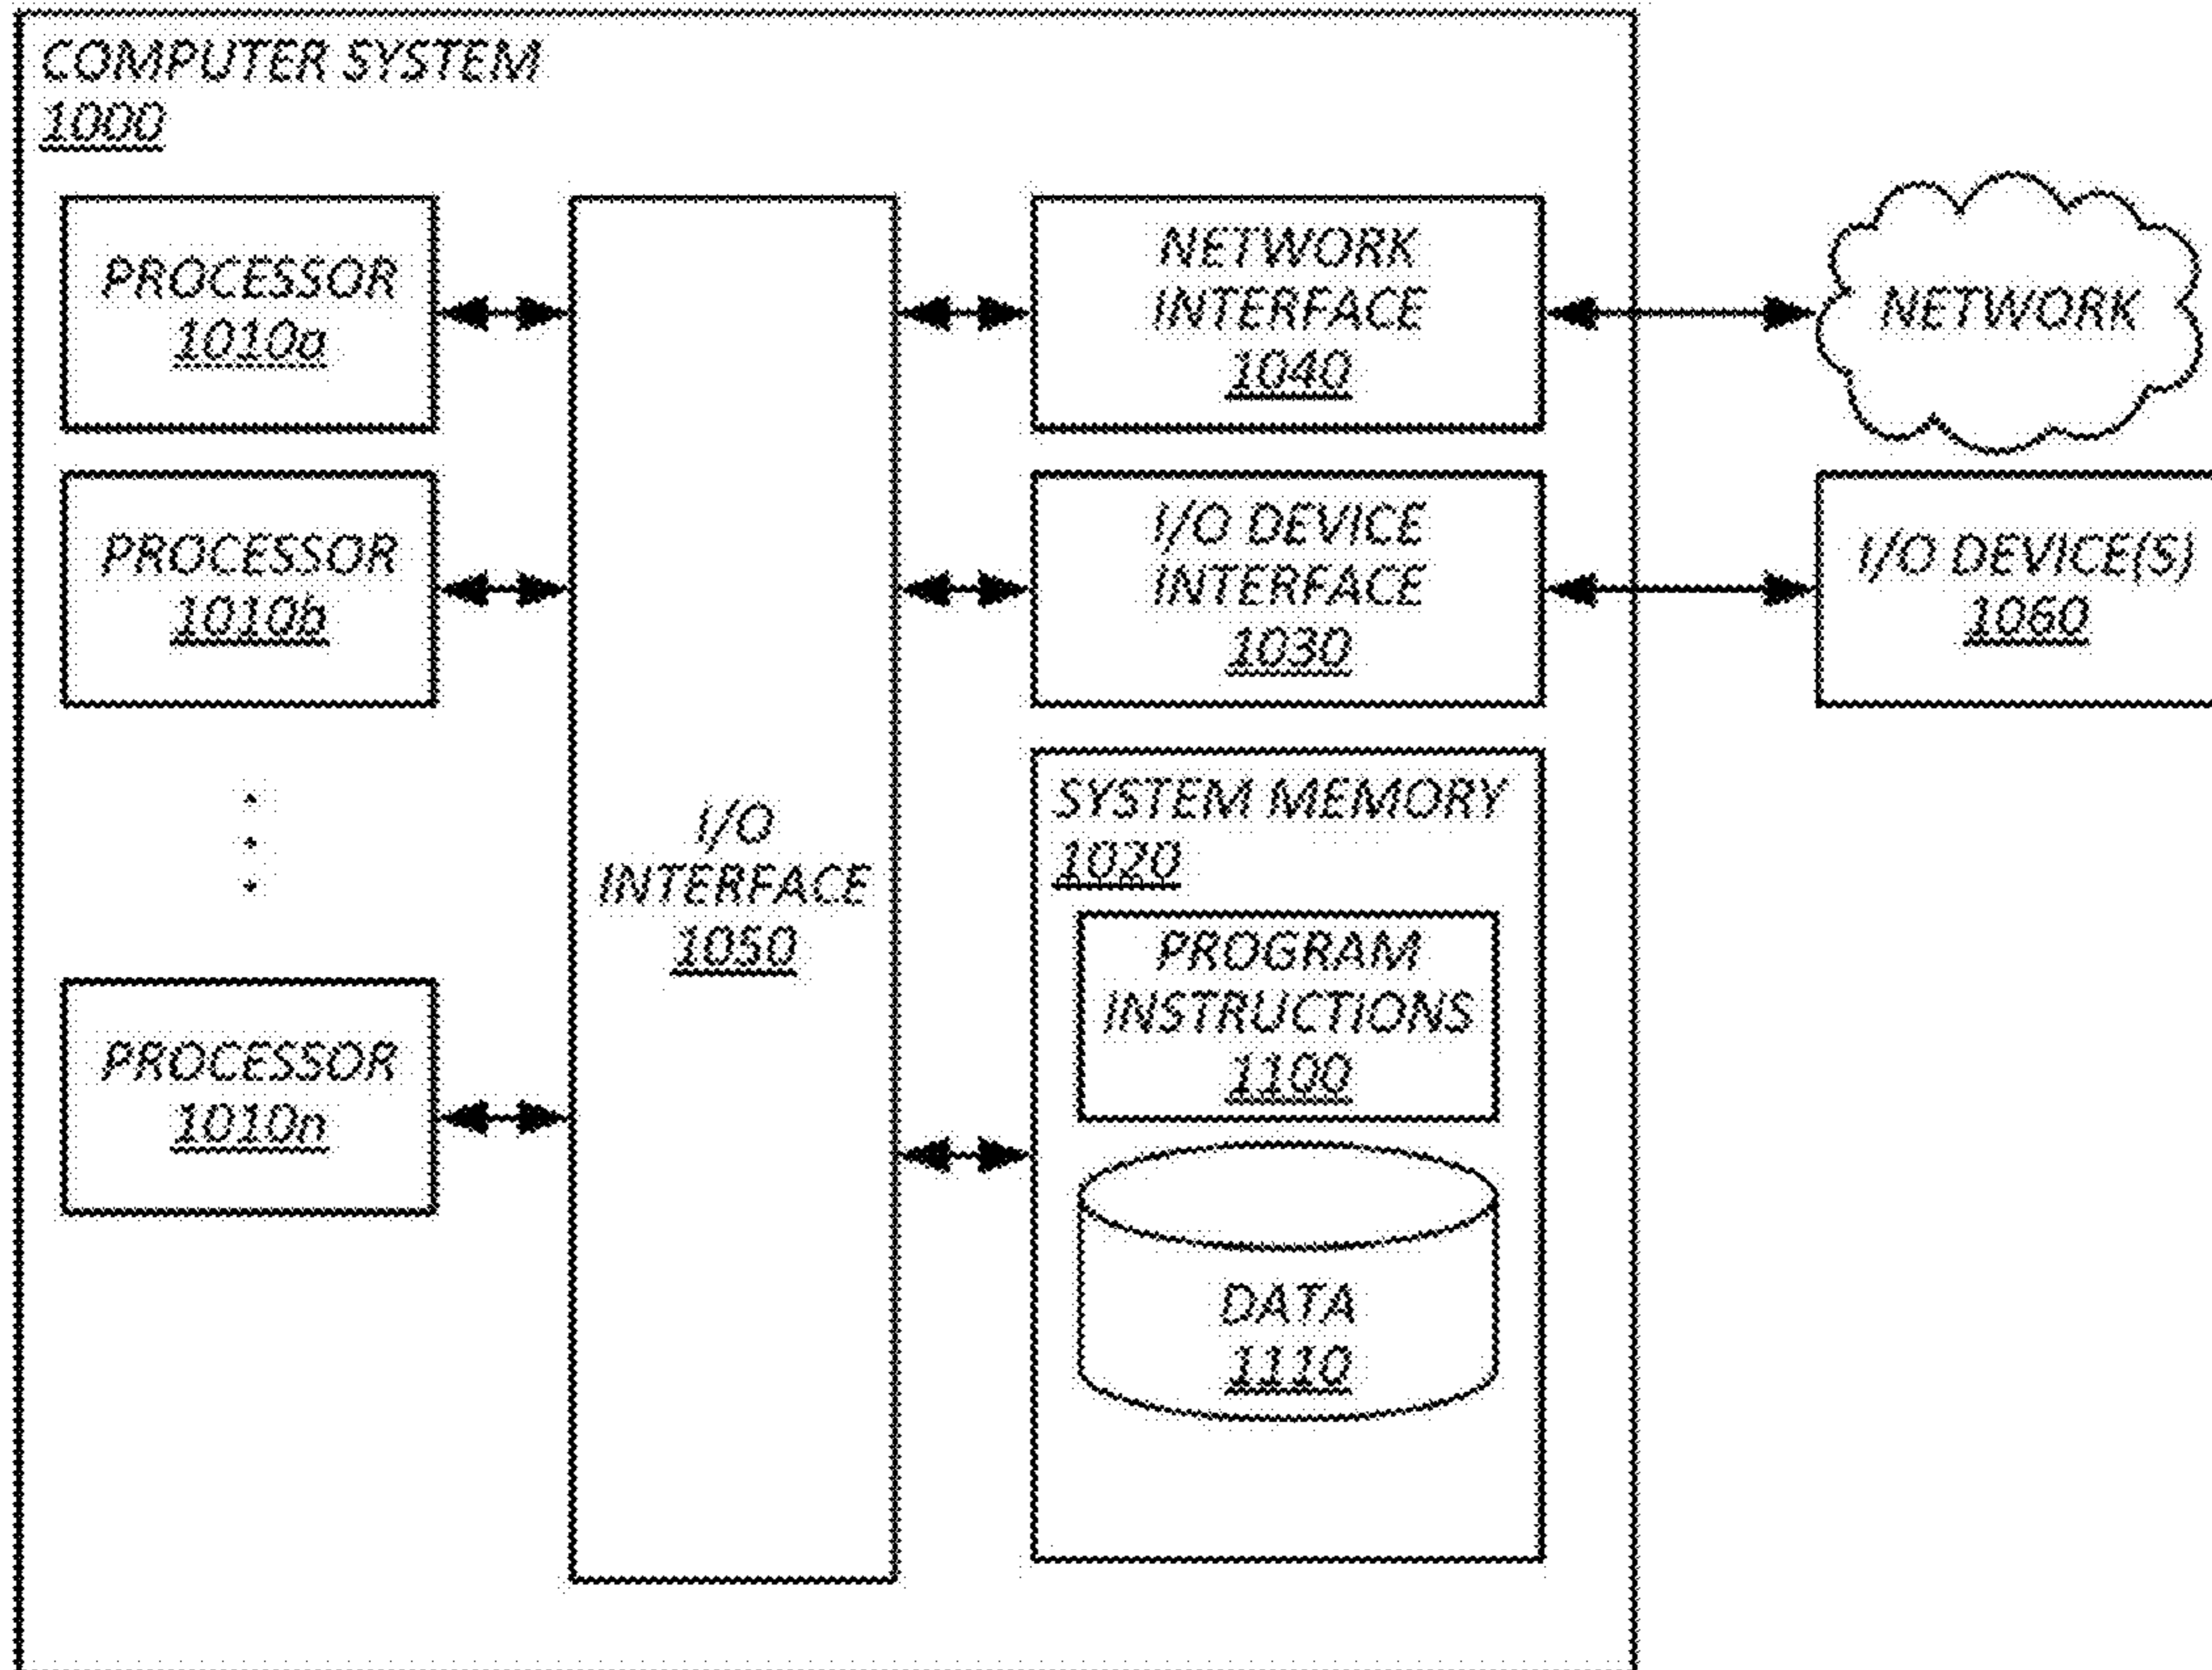 COMPUTER SYSTEM
1000
PROCESSOR
1010a
PROCESSOR
1010b
PROCESSOR
1010n
I/O
INTERFACE
1050
NETWORK
INTERFACE
1040
I/O DEVICE
INTERFACE
1030
SYSTEM MEMORY
1020
PROGRAM
INSTRUCTIONS
1100
DATA
1110
NETWORK
I/O DEVICE(S)
1060